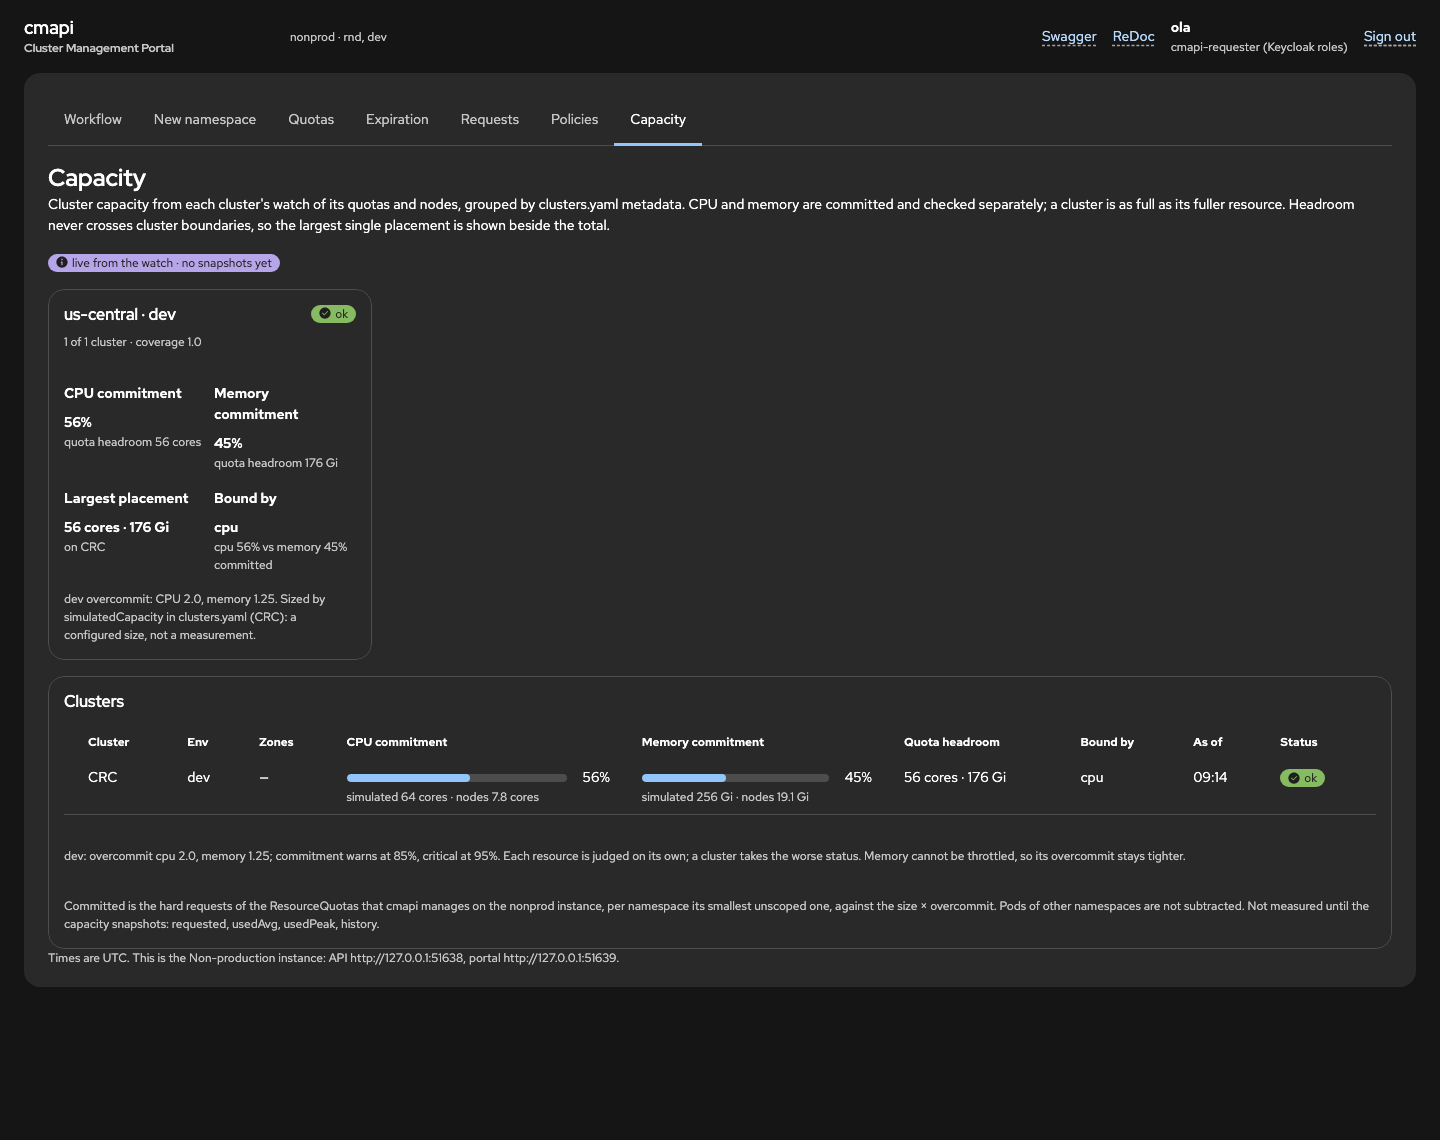 cmapi
Cluster Management Portal
nonprod · rnd, dev
Swagger
ReDoc
ola
cmapi-requester (Keycloak roles)
Sign out
Workflow
New namespace
Quotas
Expiration
Requests
Policies
Capacity
Capacity
Cluster capacity from each cluster's watch of its quotas and nodes, grouped by clusters.yaml metadata. CPU and memory are committed and checked separately; a cluster is as full as its fuller resource. Headroom
never crosses cluster boundaries, so the largest single placement is shown beside the total.
live from the watch · no snapshots yet
us-central · dev
ok
1 of 1 cluster · coverage 1.0
CPU commitment
56%
quota headroom 56 cores
Memory
commitment
45%
quota headroom 176 Gi
Largest placement
56 cores · 176 Gi
on CRC
Bound by
cpu
cpu 56% vs memory 45%
committed
dev overcommit: CPU 2.0, memory 1.25. Sized by
simulatedCapacity in clusters.yaml (CRC): a
configured size, not a measurement.
Clusters
Cluster Env Zones CPU commitment Memory commitment Quota headroom Bound by As of Status
CRC dev – 56% 45% 56 cores · 176 Gi cpu 09:14 ok
simulated 64 cores · nodes 7.8 cores simulated 256 Gi · nodes 19.1 Gi
dev: overcommit cpu 2.0, memory 1.25; commitment warns at 85%, critical at 95%. Each resource is judged on its own; a cluster takes the worse status. Memory cannot be throttled, so its overcommit stays tighter.
Committed is the hard requests of the ResourceQuotas that cmapi manages on the nonprod instance, per namespace its smallest unscoped one, against the size × overcommit. Pods of other namespaces are not subtracted. Not measured until the
capacity snapshots: requested, usedAvg, usedPeak, history.
Times are UTC. This is the Non-production instance: API http://127.0.0.1:51638, portal http://127.0.0.1:51639.